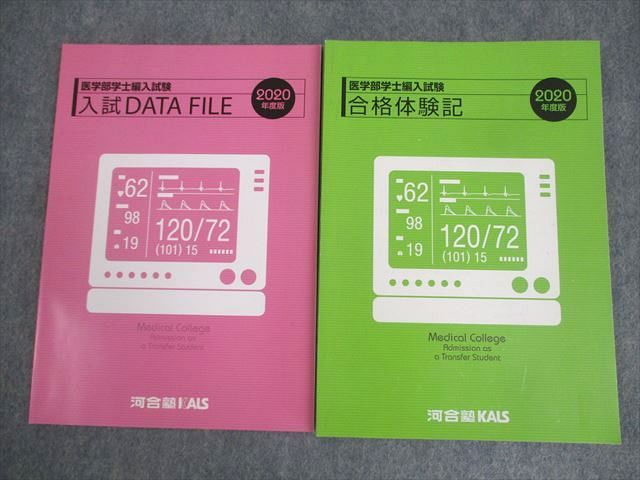 医学部学士編入試験
入試DATA FILE
2020
年度版
62
98
19
120/72
(101) 15
Medical College
Admission as
a Transfer Student
河合塾KALS
医学部学士編入試験
合格体験記
2020
年度版
62
98
19
120/72
(101) 15
Medical College
Admission as
a Transfer Student
河合塾KALS